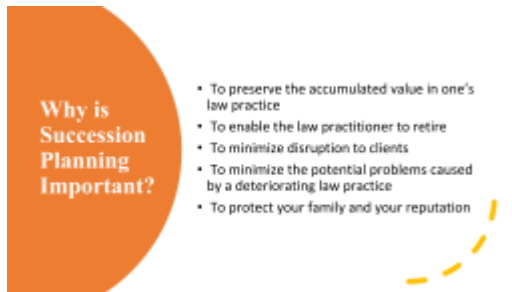 Why is
Succession
Planning
Important?
• To preserve the accumulated value in one's
law practice
• To enable the law practitioner to retire
• To minimize disruption to clients
• To minimize the potential problems caused
by a deteriorating law practice
• To protect your family and your reputation